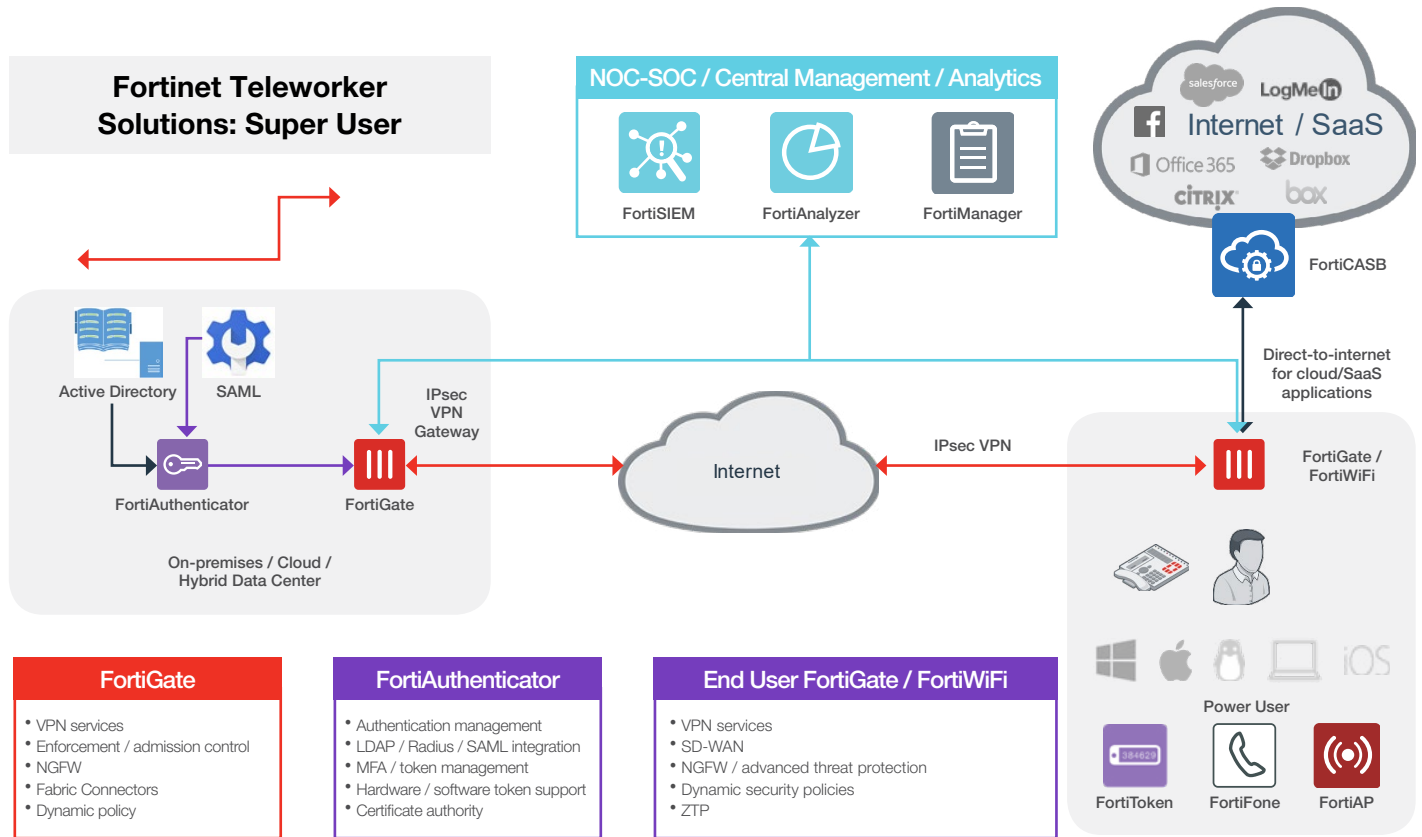 Fortinet Teleworker
Solutions: Super User
NOC-SOC / Central Management / Analytics
FortiSIEM
FortiAnalyzer
FortiManager
salesforce
LogMeIn
Internet / SaaS
Office 365
Dropbox
CITRIX
box
FortiCASB
Direct-to-internet
for cloud/SaaS
applications
Active Directory
SAML
IPsec
VPN
Gateway
FortiAuthenticator
FortiGate
On-premises / Cloud /
Hybrid Data Center
Internet
IPsec VPN
FortiGate /
FortiWiFi
iOS
Power User
384629
FortiToken
FortiFone
FortiAP
FortiGate
• VPN services
• Enforcement / admission control
• NGFW
• Fabric Connectors
• Dynamic policy
FortiAuthenticator
• Authentication management
• LDAP / Radius / SAML integration
• MFA / token management
• Hardware / software token support
• Certificate authority
End User FortiGate / FortiWiFi
• VPN services
• SD-WAN
• NGFW / advanced threat protection
• Dynamic security policies
• ZTP